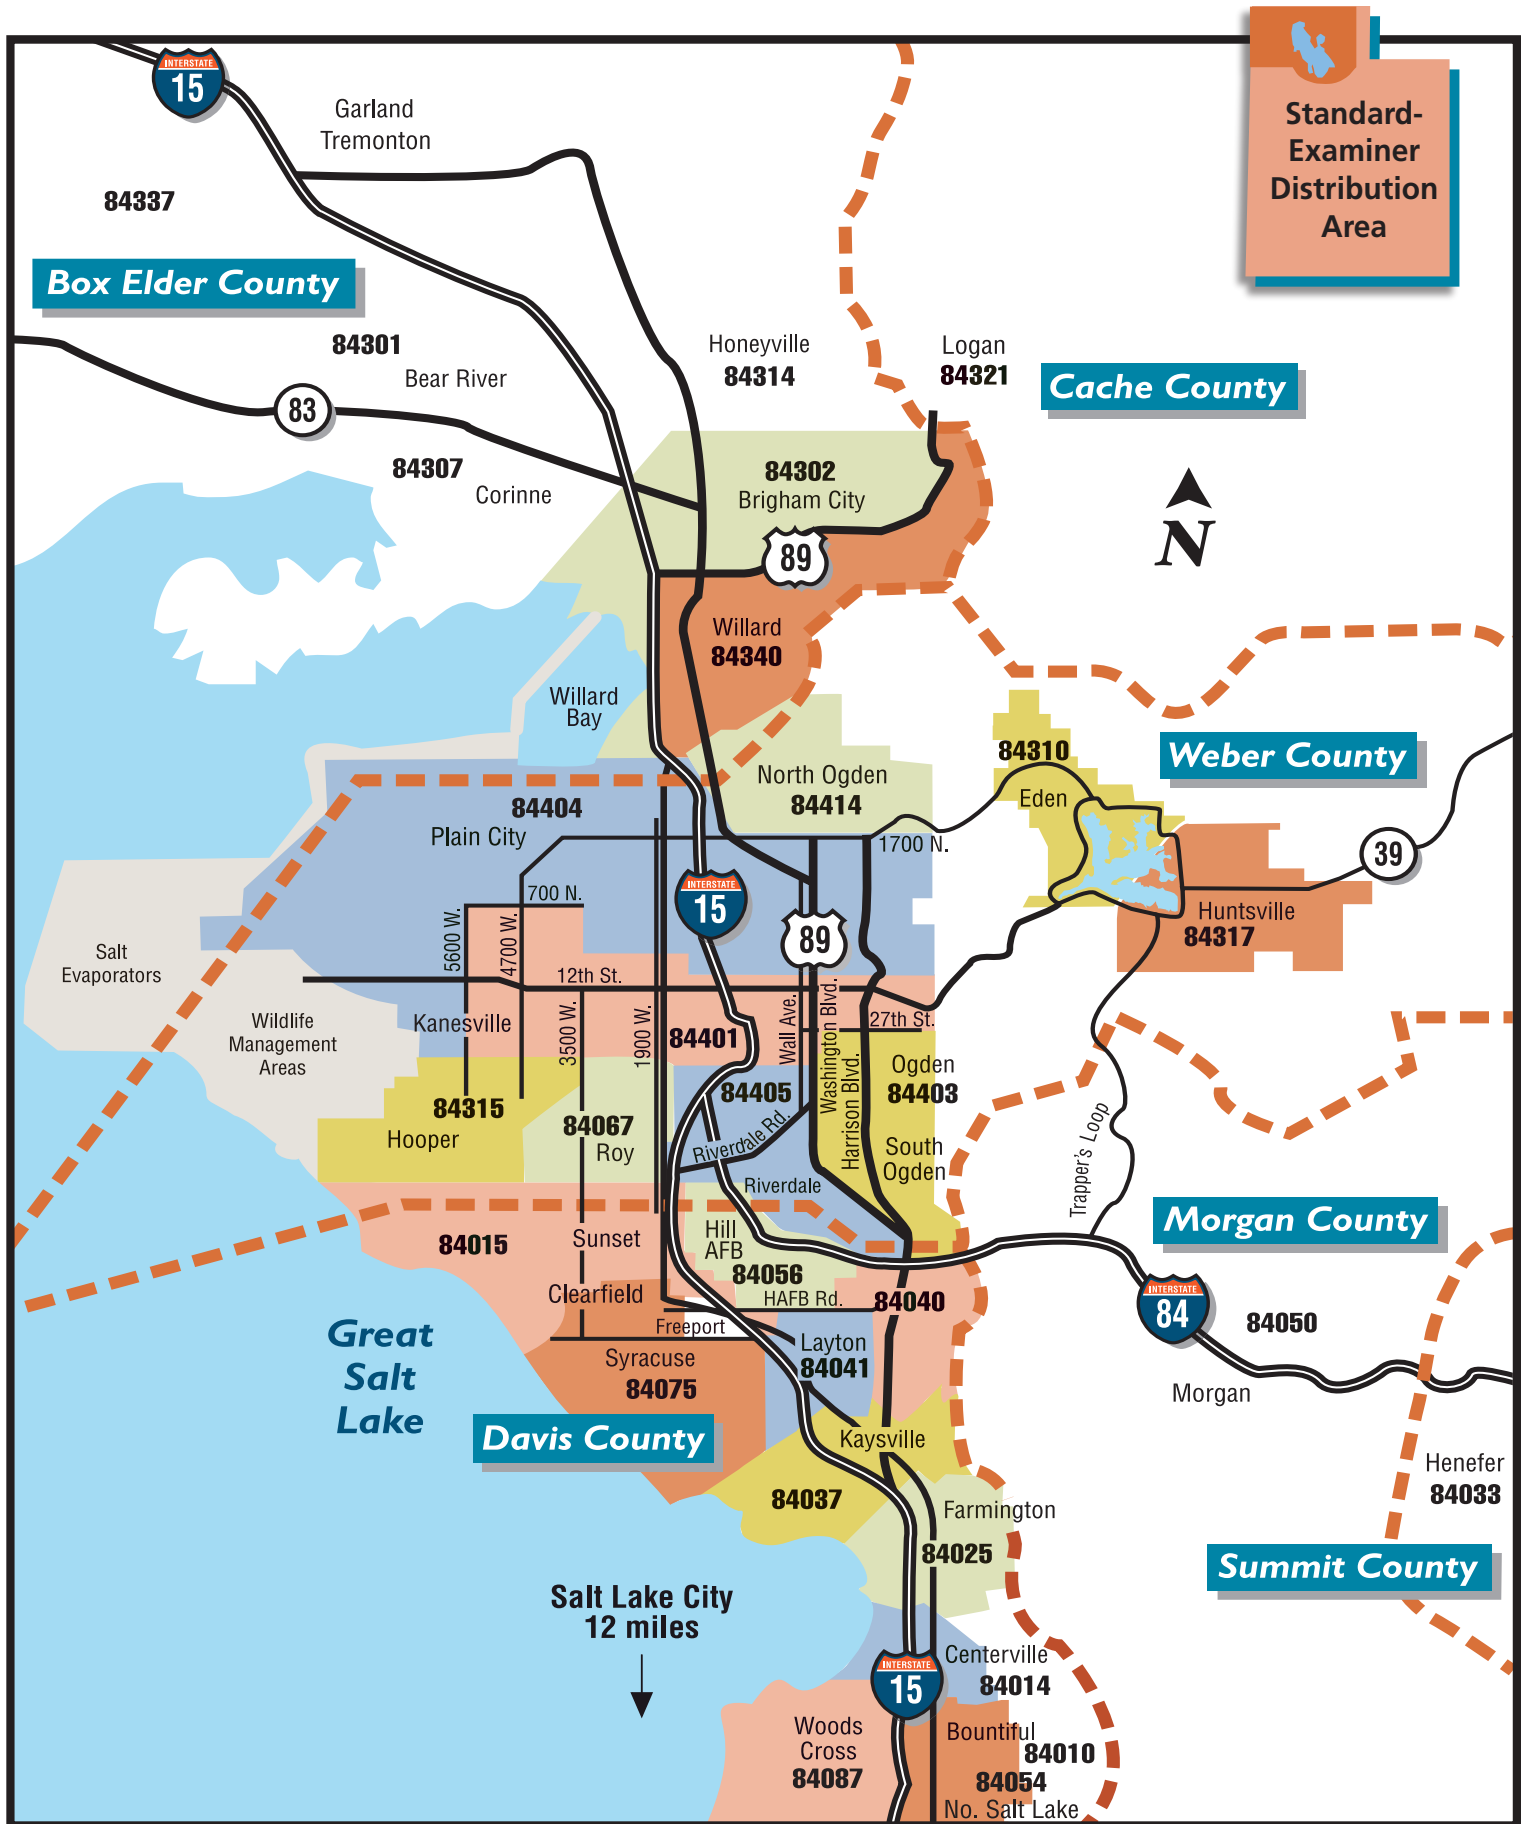 INTERSTATE
15
Garland
Tremonton
Standard-
Examiner
Distribution
Area
84337
Box Elder County
84301
Bear River
Honeyville
84314
Logan
84321
Cache County
83
84307
Corinne
84302
Brigham City
N
89
Willard
84340
Willard
Bay
84310
Weber County
North Ogden
84414
Eden
84404
Plain City
1700 N.
39
700 N.
INTERSTATE
15
5600 W.
4700 W.
89
Huntsville
84317
Salt
Evaporators
12th St.
Wildlife
Management
Areas
Kanesville
3500 W.
1900 W.
84401
Wall Ave.
Washington Blvd.
27th St.
Harrison Blvd.
Ogden
84403
84405
84315
Hooper
84067
Roy
Riverdale Rd.
South
Ogden
Trapper's Loop
Riverdale
Morgan County
84015
Sunset
Hill
AFB
84056
Clearfield
HAFB Rd.
84040
INTERSTATE
84
84050
Freeport
Great
Salt
Lake
Layton
84041
Syracuse
84075
Morgan
Davis County
Kaysville
Henefer
84033
84037
Farmington
84025
Summit County
Salt Lake City
12 miles
INTERSTATE
15
Centerville
84014
Woods
Cross
84087
Bountiful
84010
84054
No. Salt Lake